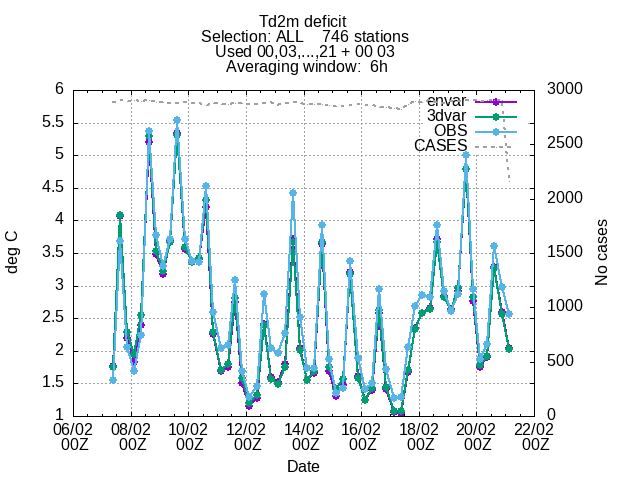 Td2m deficit
Selection: ALL    746 stations
Used 00,03,...,21 + 00 03
Averaging window:  6h
6
5.5
5
4.5
4
3.5
3
2.5
2
1.5
1
deg C
3000
2500
2000
1500
1000
500
0
No cases
envar
3dvar
OBS
CASES
06/02 08/02 10/02 12/02 14/02 16/02 18/02 20/02 22/02
00Z 00Z 00Z 00Z 00Z 00Z 00Z 00Z 00Z
Date